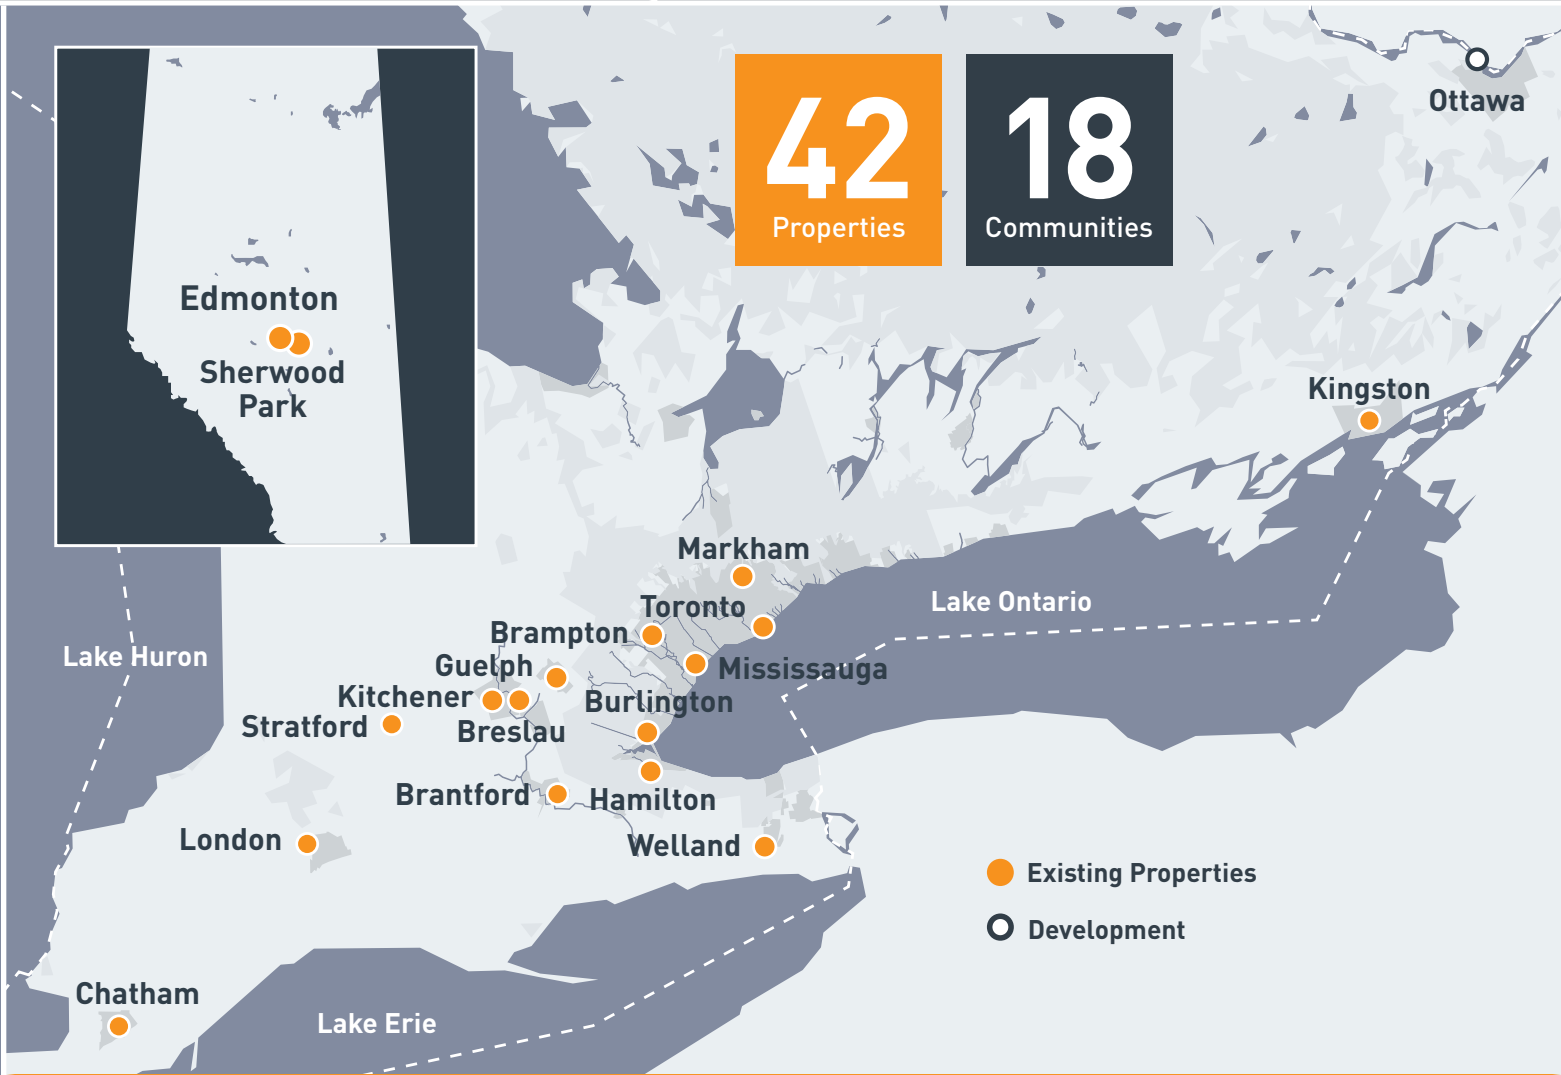 42
Properties
18
Communities
Ottawa
Edmonton
Sherwood
Park
Kingston
Markham
Toronto
Lake Ontario
Brampton
Lake Huron
Guelph
Mississauga
Kitchener
Burlington
Stratford
Breslau
Brantford
Hamilton
London
Welland
Existing Properties
Development
Chatham
Lake Erie